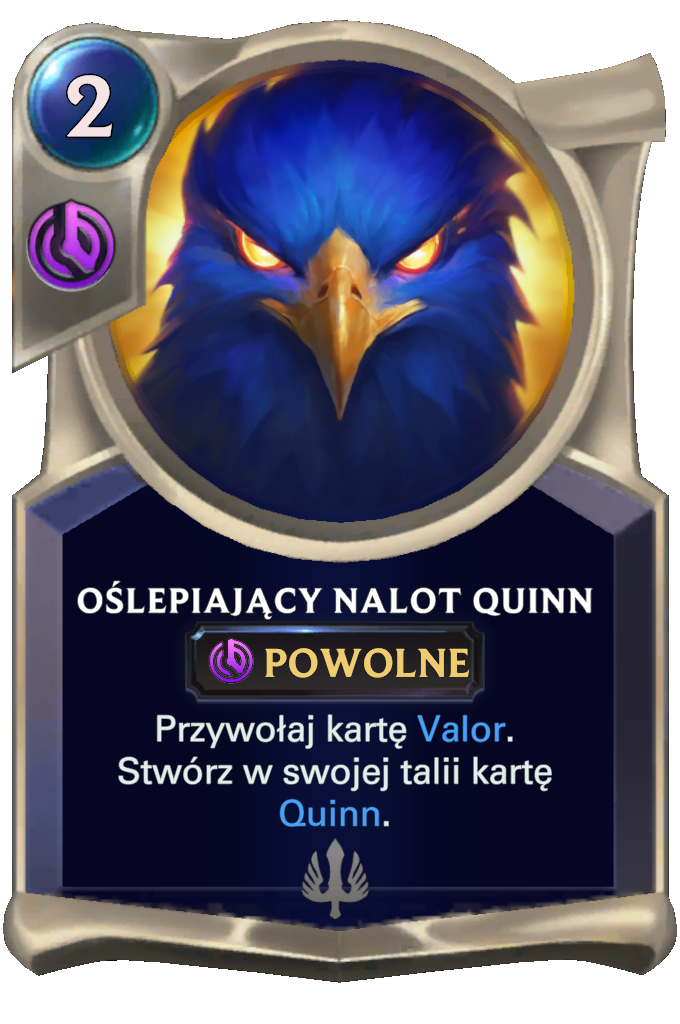 2
OŚLEPIAJĄCY NALOT QUINN
POWOLNE
Przywołaj kartę Valor.
Stwórz w swojej talii kartę
Quinn.